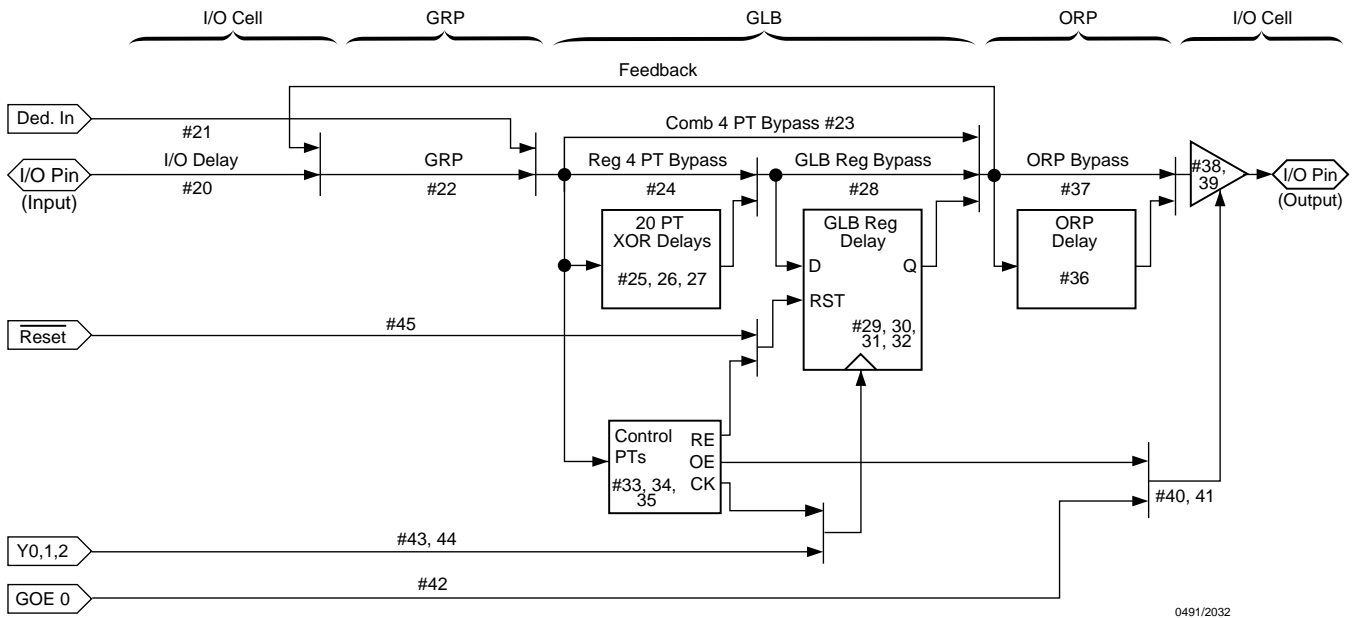 I/O Cell
GRP
GLB
ORP
I/O Cell
Feedback
Ded. In
#21
Comb 4 PT Bypass #23
I/O Pin
(Input)
I/O Delay
#20
GRP
#22
Reg 4 PT Bypass
#24
GLB Reg Bypass
#28
ORP Bypass
#37
#38,
39
I/O Pin
(Output)
20 PT
XOR Delays
#25, 26, 27
GLB Reg
Delay
D
Q
RST
#29, 30,
31, 32
ORP
Delay
#36
Reset
#45
Control
PTs
RE
OE
CK
#33, 34,
35
#40, 41
Y0,1,2
#43, 44
GOE 0
#42
0491/2032